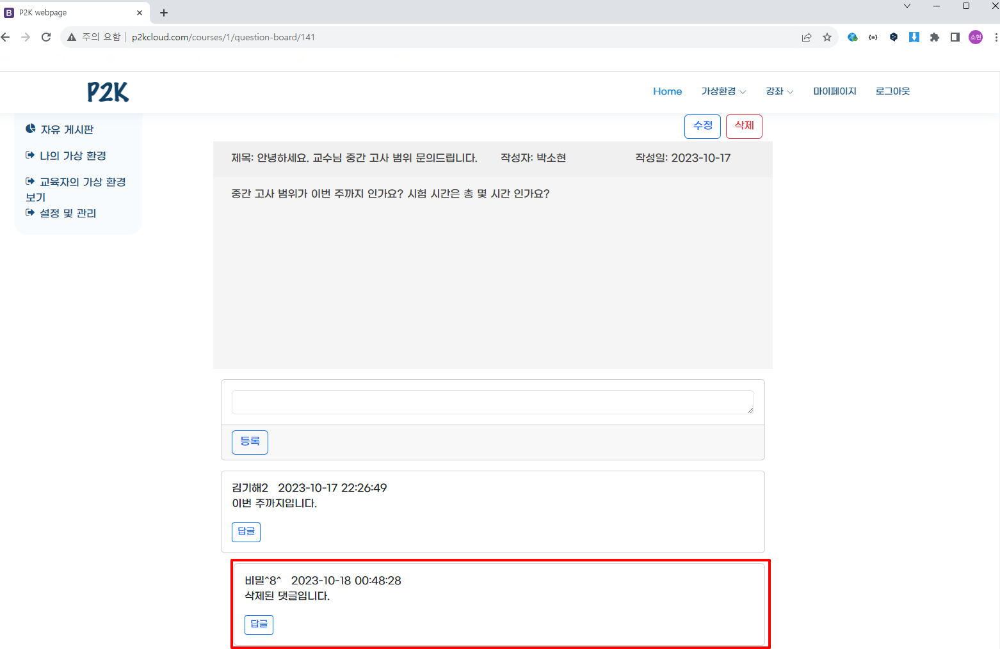 P2K webpage
주의 요함 | p2kcloud.com/courses/1/question-board/141
소현
P2K
Home 가상환경 강좌 마이페이지 로그아웃
자유 게시판
나의 가상 환경
교육자의 가상 환경
보기
설정 및 관리
수정 삭제
제목: 안녕하세요. 교수님 중간 고사 범위 문의드립니다. 작성자: 박소현 작성일: 2023-10-17
중간 고사 범위가 이번 주까지 인가요? 시험 시간은 총 몇 시간 인가요?
등록
김기해2 2023-10-17 22:26:49
이번 주까지입니다.
답글
비밀^8^ 2023-10-18 00:48:28
삭제된 댓글입니다.
답글